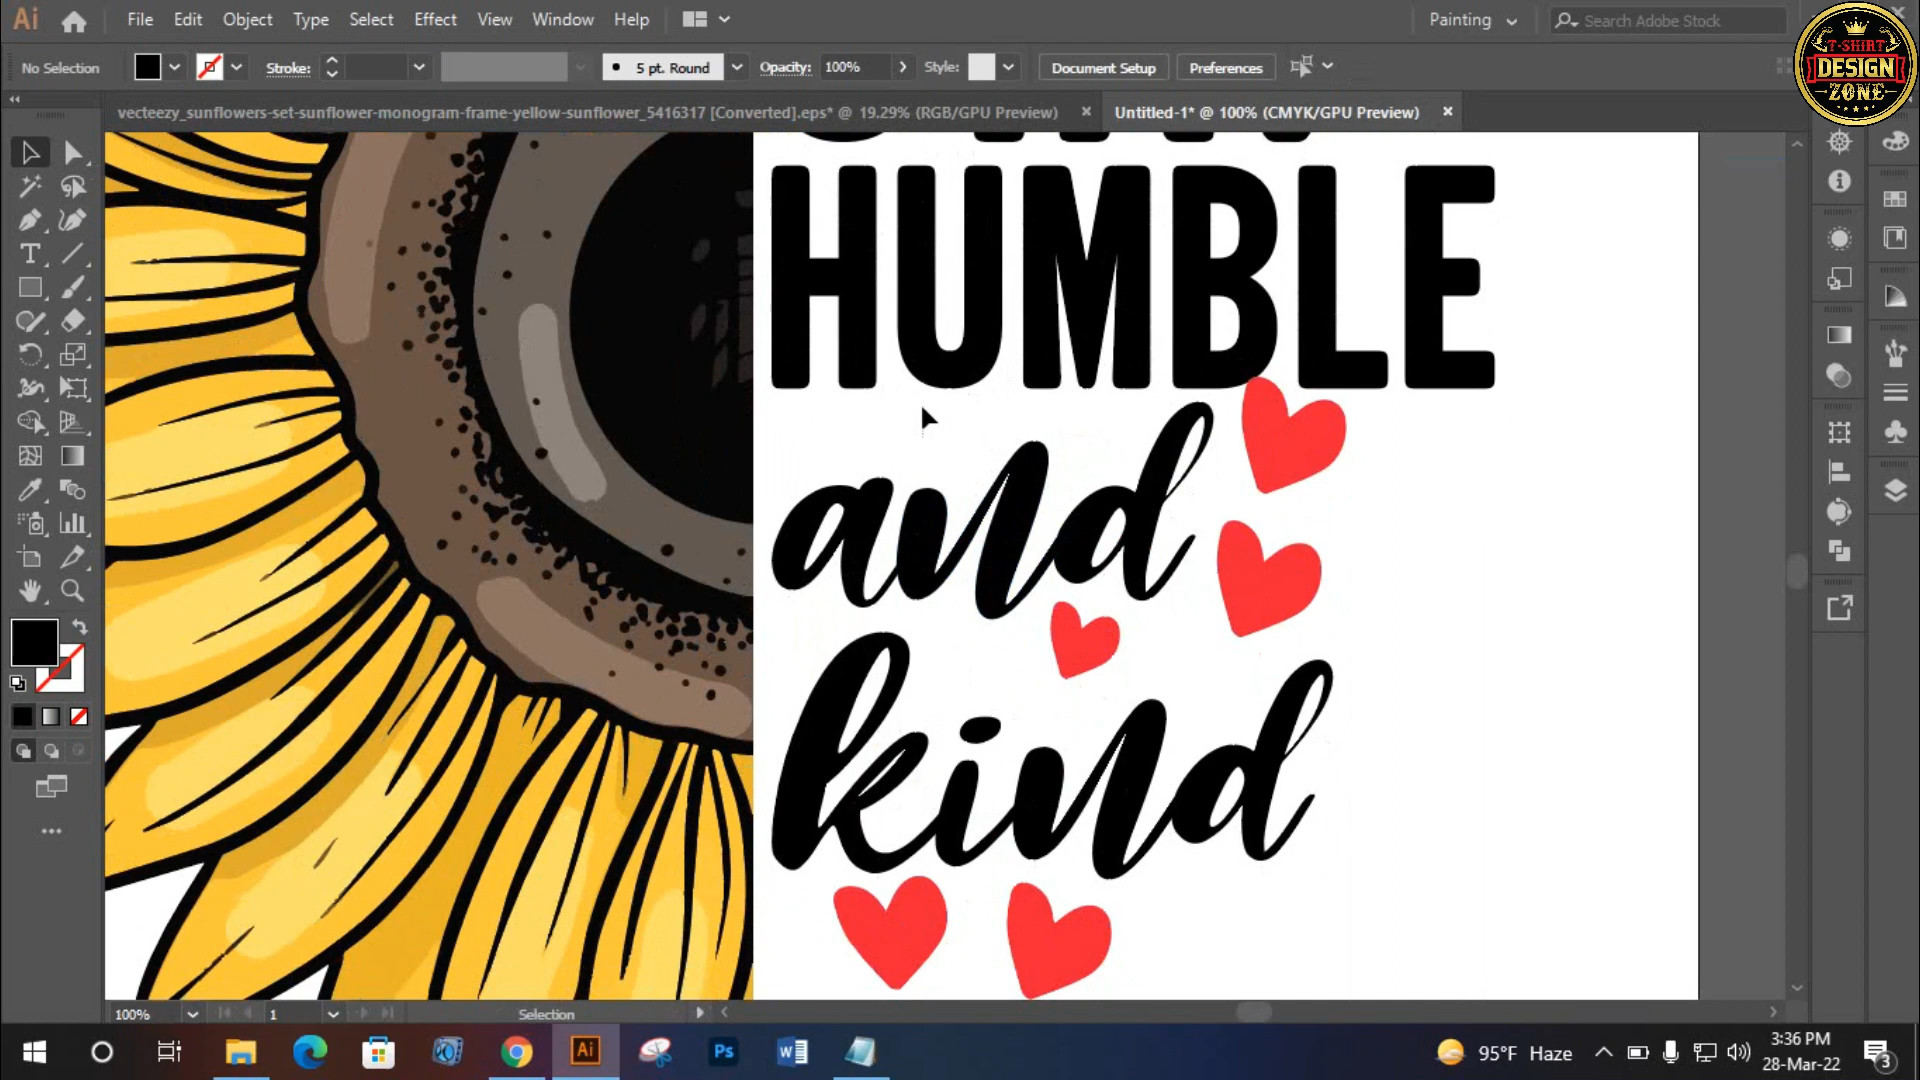 Ai File Edit Object Type Select Effect View Window Help Painting Search Adobe Stock
No Selection Stroke: 5 pt. Round Opacity: 100% Style: Document Setup Preferences
T-SHIRT
DESIGN
ZONE
vecteezy_sunflowers-set-sunflower-monogram-frame-yellow-sunflower_5416317 [Converted].eps* @ 19.29% (RGB/GPU Preview) Untitled-1* @ 100% (CMYK/GPU Preview)
HUMBLE
and
kind
100% 1 Selection
Ai Ps 95°F Haze 3:36 PM
28-Mar-22 3